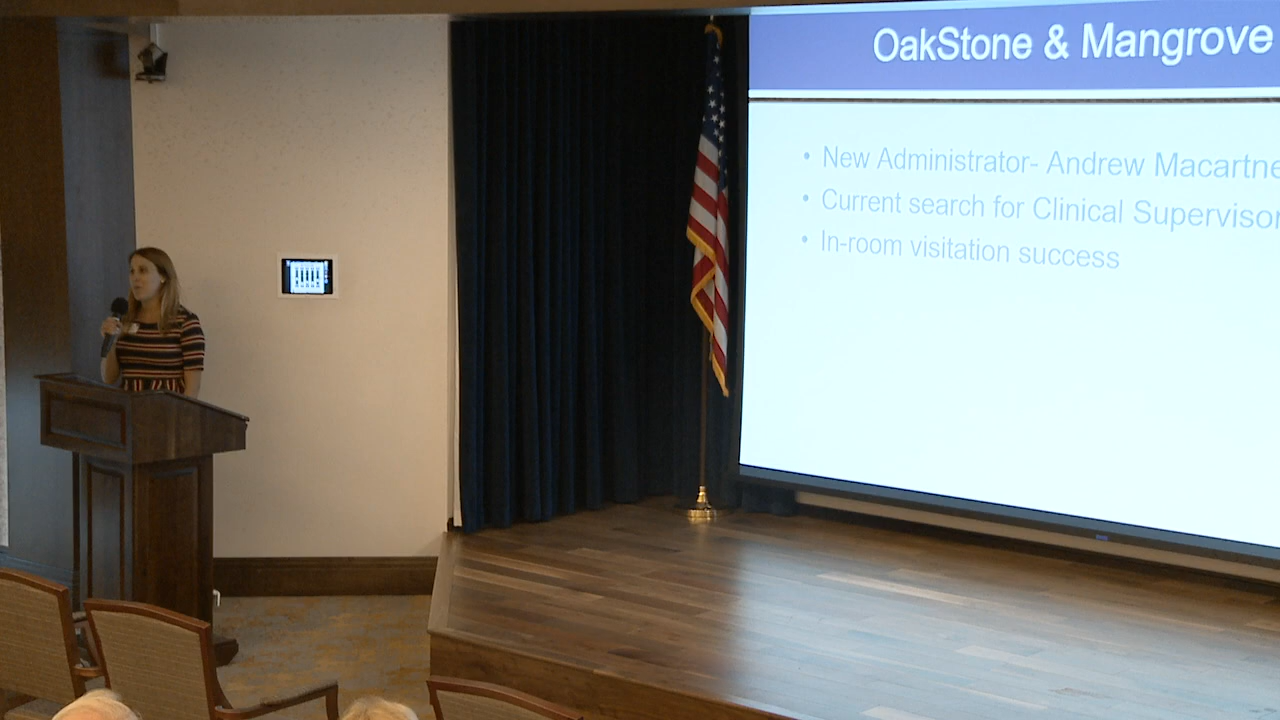 OakStone & Mangrove
• New Administrator- Andrew Macartne
• Current search for Clinical Supervisor
• In-room visitation success